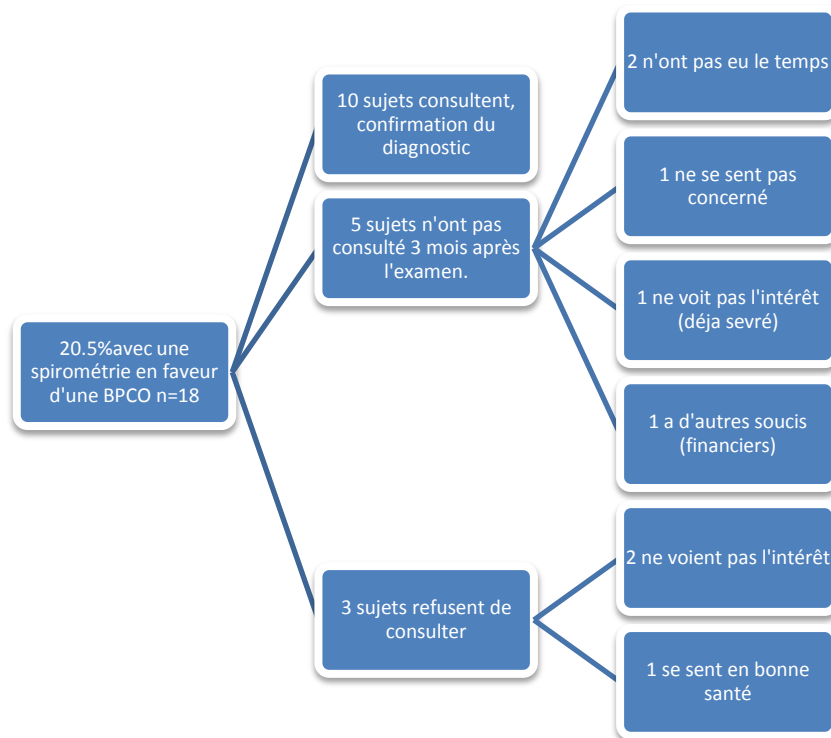 20.5%avec une
spirométrie en faveur
d'une BPCO n=18
10 sujets consultent,
confirmation du
diagnostic
5 sujets n'ont pas
consulté 3 mois après
l'examen.
2 n'ont pas eu le temps
1 ne se sent pas
concerné
1 ne voit pas l'intérêt
(déja sevré)
1 a d'autres soucis
(financiers)
3 sujets refusent de
consulter
2 ne voient pas l'intérêt
1 se sent en bonne
santé